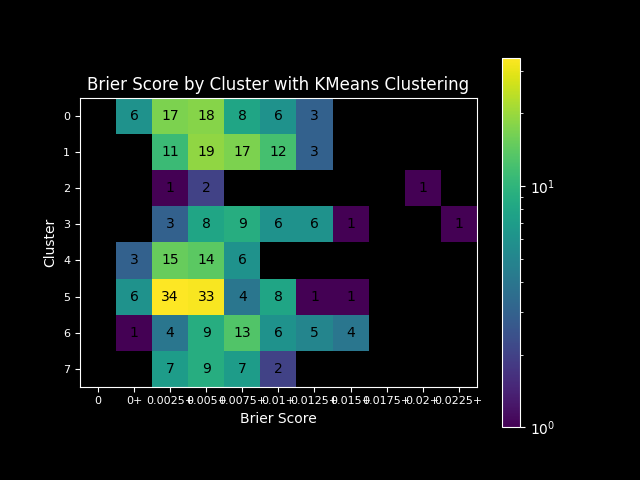 Brier Score by Cluster with KMeans Clustering
0 6 17 18 8 6 3
1 11 19 17 12 3
2 1 2 1
3 3 8 9 6 6 1 1
4 3 15 14 6
5 6 34 33 4 8 1 1
6 1 4 9 13 6 5 4
7 7 9 7 2
0 0+ 0.0025+ 0.005+ 0.0075+ 0.01+ 0.0125+ 0.015+ 0.0175+ 0.02+ 0.0225+
Brier Score
Cluster
10¹
10⁰